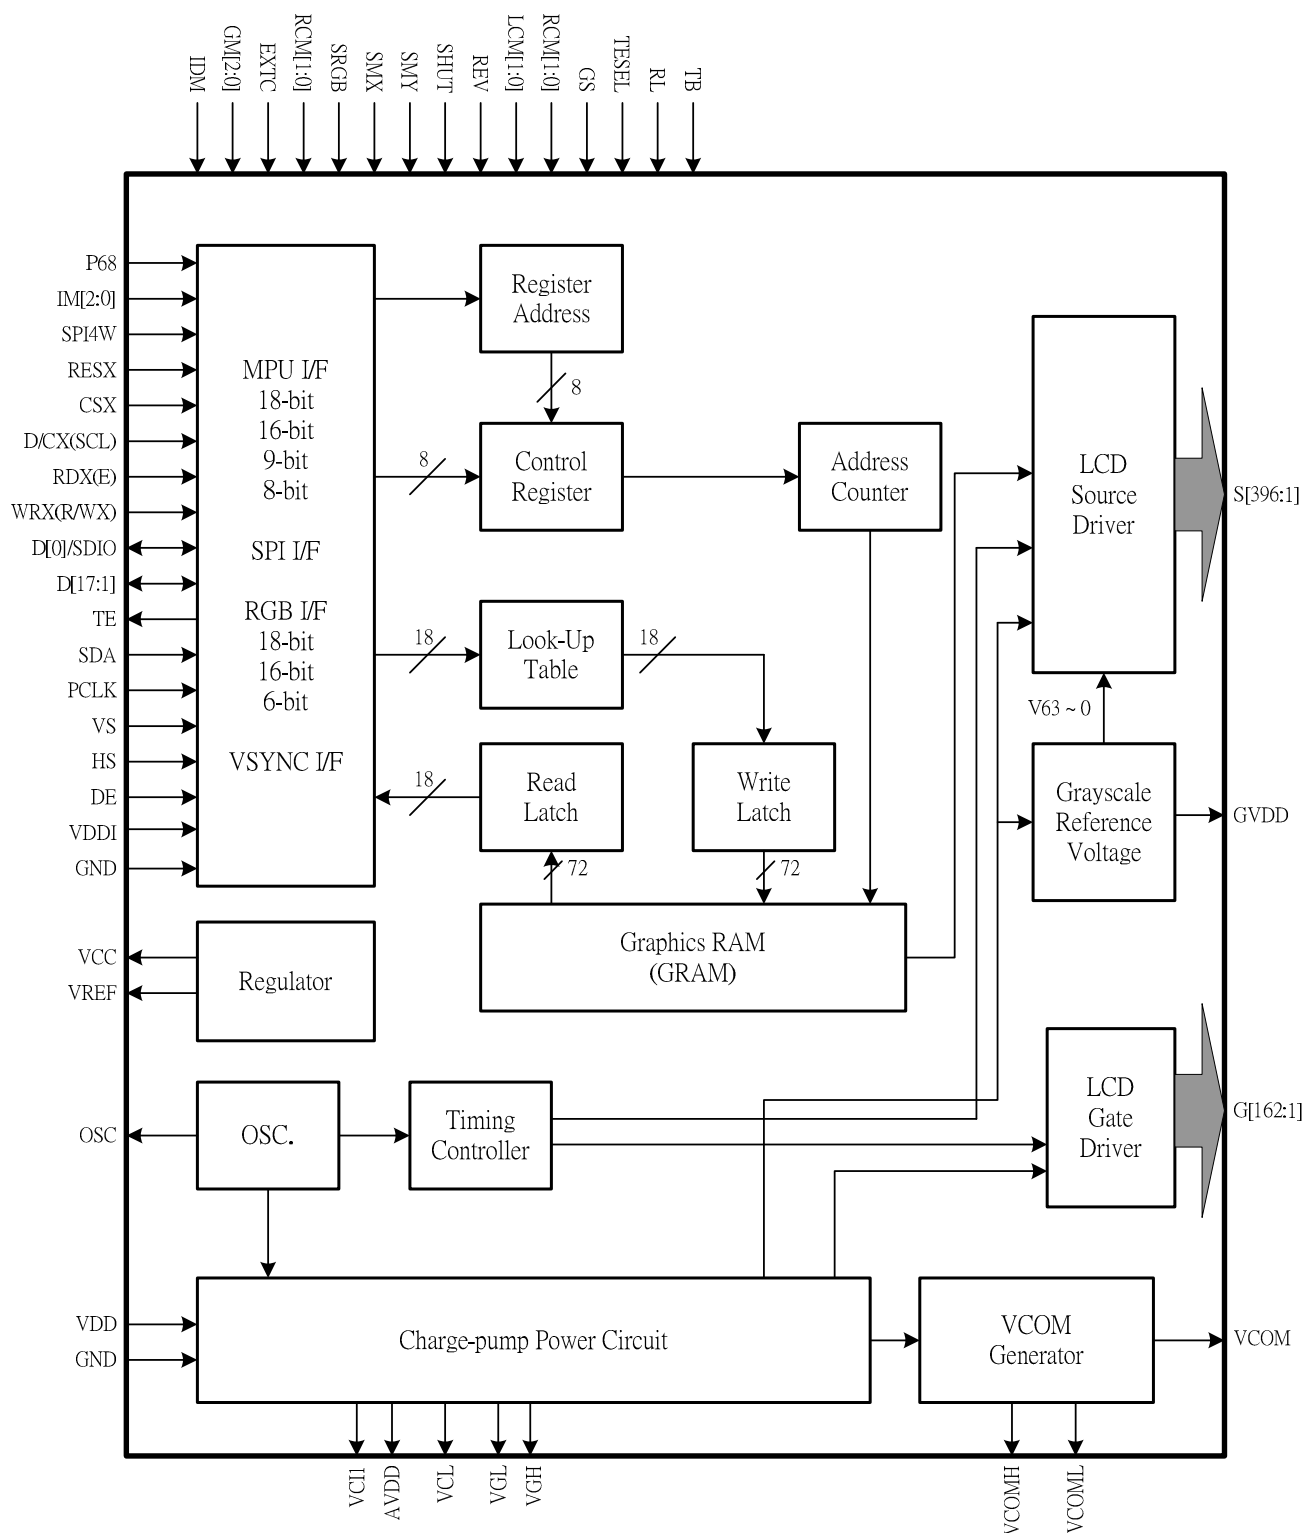 IDM
GM[2:0]
EXTC
RCM[1:0]
SRGB
SMX
SMY
SHUT
REV
LCM[1:0]
RCM[1:0]
GS
TESEL
RL
TB
P68
IM[2:0]
SPI4W
RESX
CSX
D/CX(SCL)
RDX(E)
WRX(R/WX)
D[0]/SDIO
D[17:1]
TE
SDA
PCLK
VS
HS
DE
VDDI
GND
MPU I/F
18-bit
16-bit
9-bit
8-bit
SPI I/F
RGB I/F
18-bit
16-bit
6-bit
VSYNC I/F
Register
Address
8
8
Control
Register
Address
Counter
18
Look-Up
Table
18
18
Read
Latch
Write
Latch
72
72
Graphics RAM
(GRAM)
LCD
Source
Driver
S[396:1]
V63 ~ 0
Grayscale
Reference
Voltage
GVDD
VCC
VREF
Regulator
OSC
OSC.
Timing
Controller
LCD
Gate
Driver
G[162:1]
VDD
GND
Charge-pump Power Circuit
VCOM
Generator
VCOM
VCI1
AVDD
VCL
VGL
VGH
VCOMH
VCOML